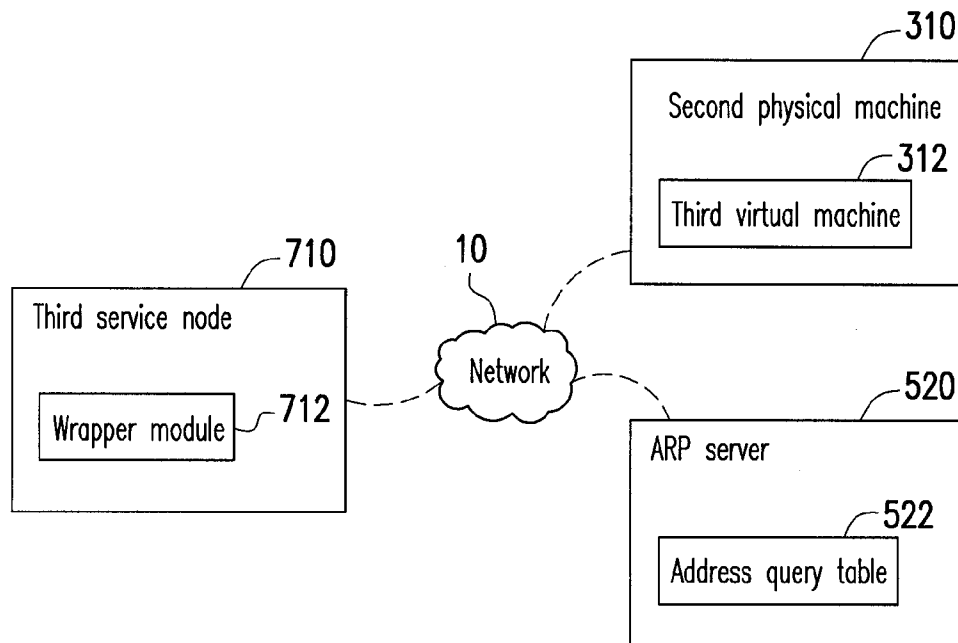 310
Second physical machine
312
Third virtual machine
710
10
Third service node
Network
Wrapper module
712
520
ARP server
522
Address query table